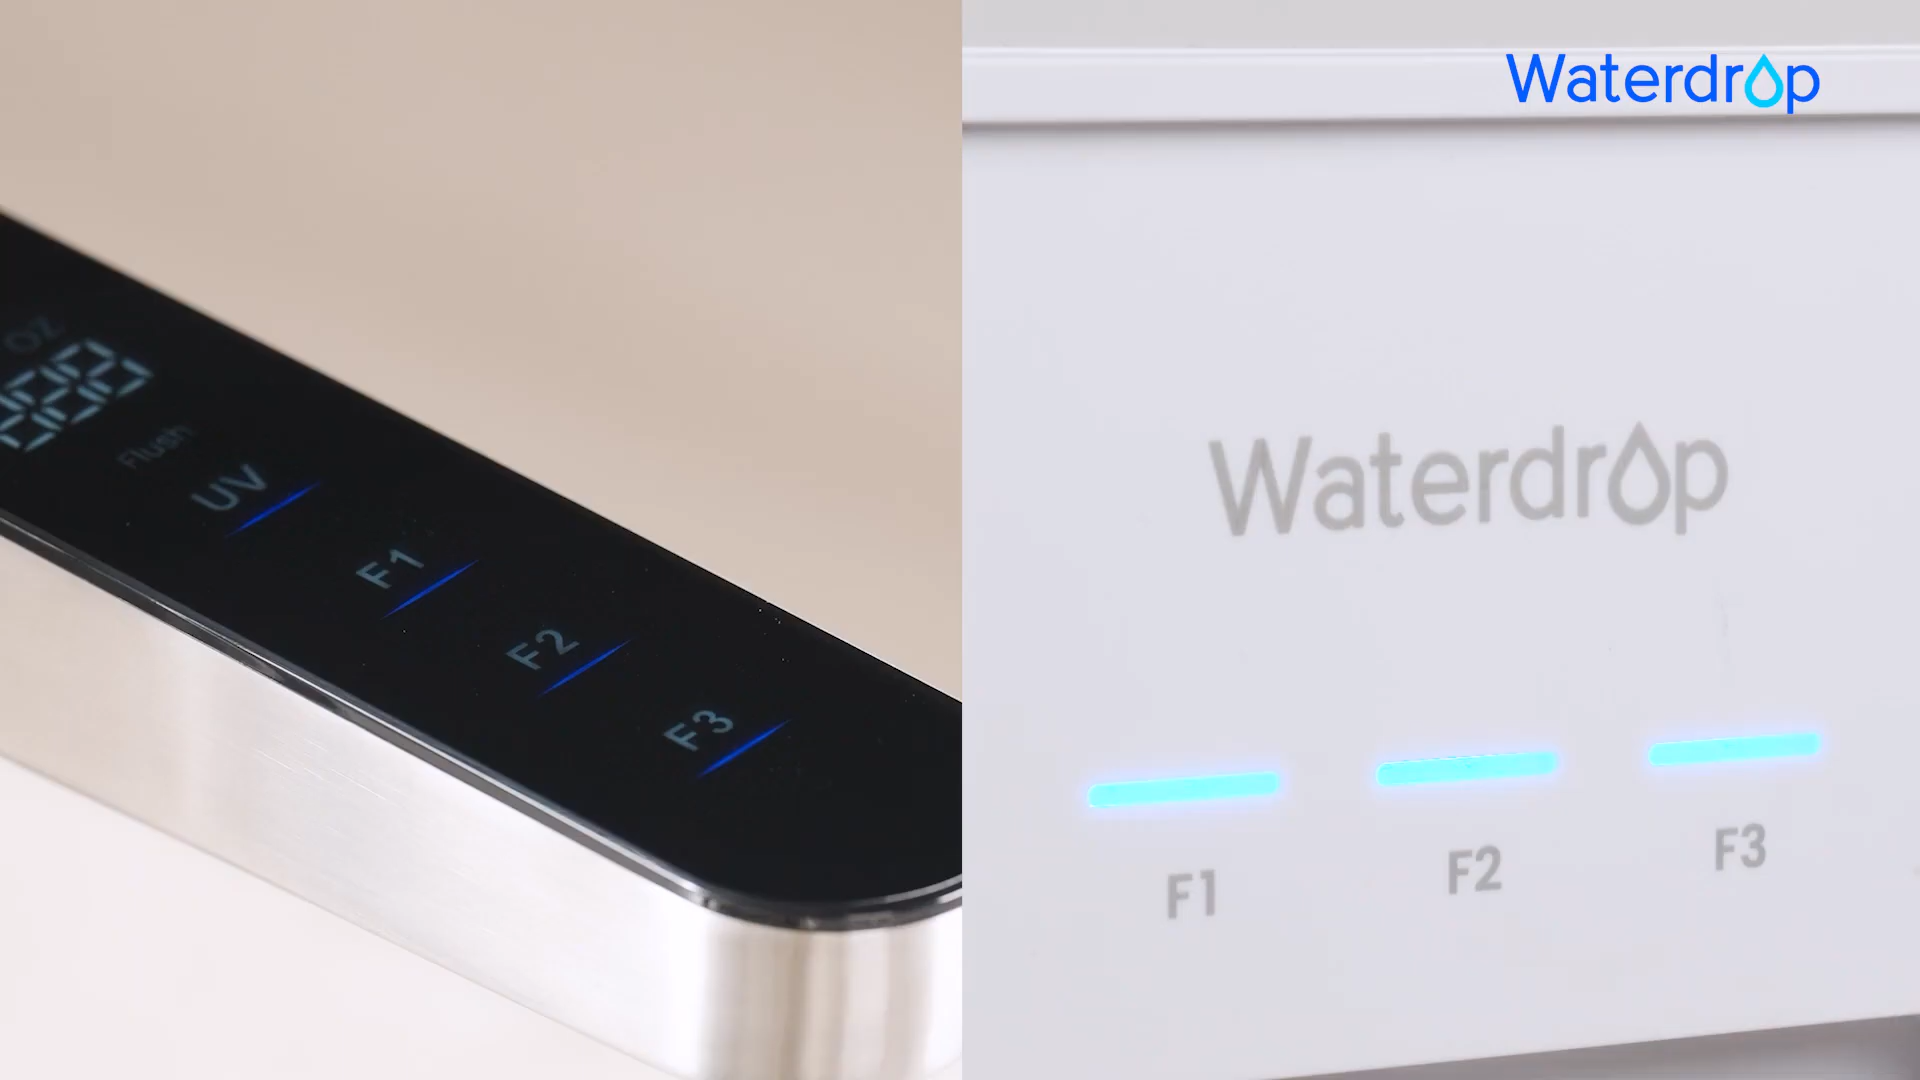 OZ
Flush
UV
F1
F2
F3
Waterdrop
Waterdrop
F1
F2
F3